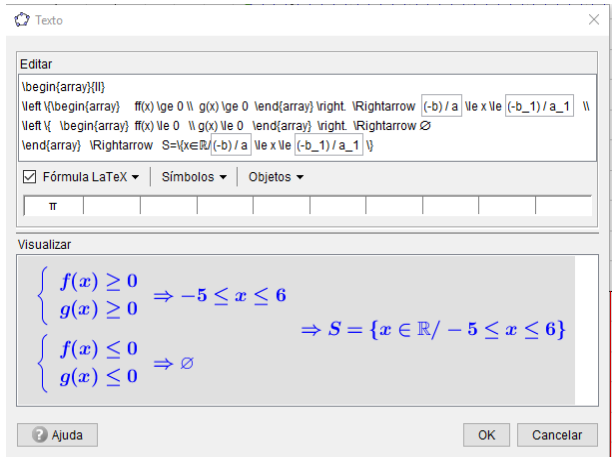 Texto
Editar
\begin{array}{ll}
\left \{\begin{array} ff(x) \ge 0 \\ g(x) \ge 0 \end{array} \right. \Rightarrow (-b) / a \le x \le (-b_1) / a_1 \\
\left \{ \begin{array} ff(x) \le 0 \\ g(x) \le 0 \end{array} \right. \Rightarrow ∅
\end{array} \Rightarrow S=\{x∈ℝ/ (-b) / a \le x \le (-b_1) / a_1 \}
Fórmula LaTeX Símbolos Objetos
π
Visualizar
f(x) ≥ 0
g(x) ≥ 0 ⇒ −5 ≤ x ≤ 6
⇒ S = {x ∈ ℝ/ − 5 ≤ x ≤ 6}
f(x) ≤ 0
g(x) ≤ 0 ⇒ ∅
Ajuda OK Cancelar